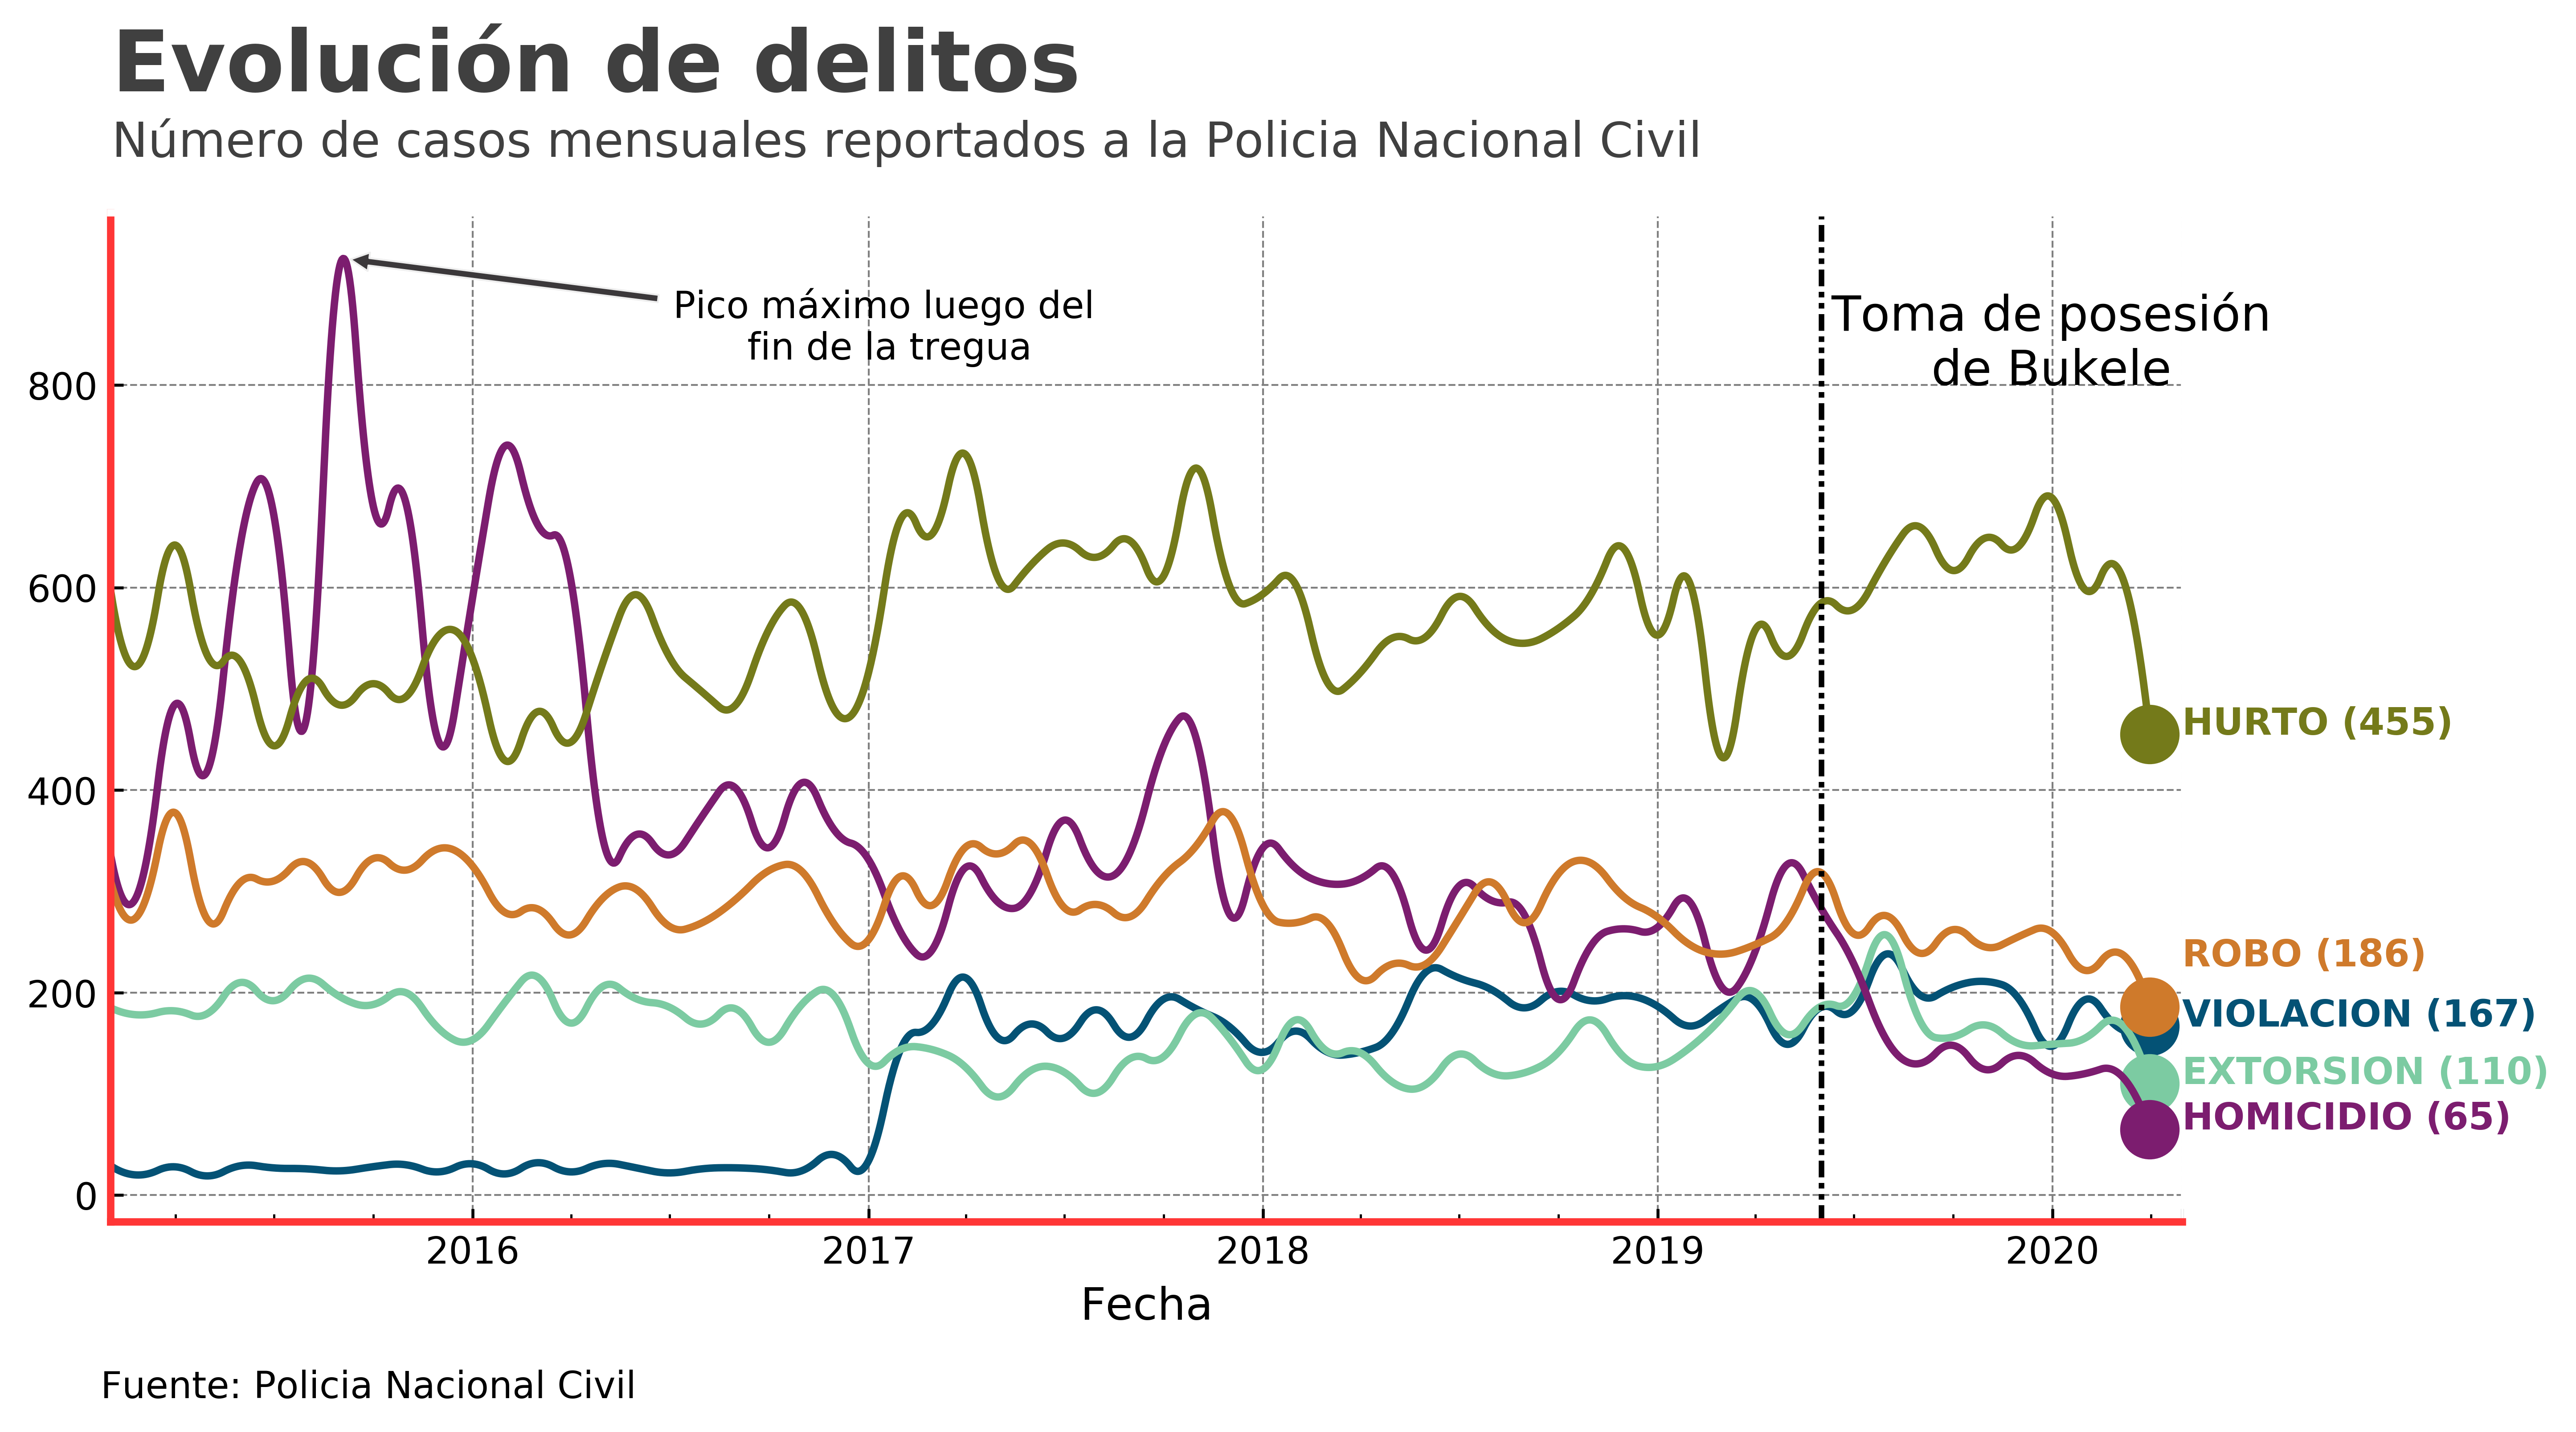 Evolución de delitos
Número de casos mensuales reportados a la Policia Nacional Civil
Pico máximo luego del
fin de la tregua
Toma de posesión
de Bukele
800
600
400
200
0
HURTO (455)
ROBO (186)
VIOLACION (167)
EXTORSION (110)
HOMICIDIO (65)
2016
2017
2018
2019
2020
Fecha
Fuente: Policia Nacional Civil